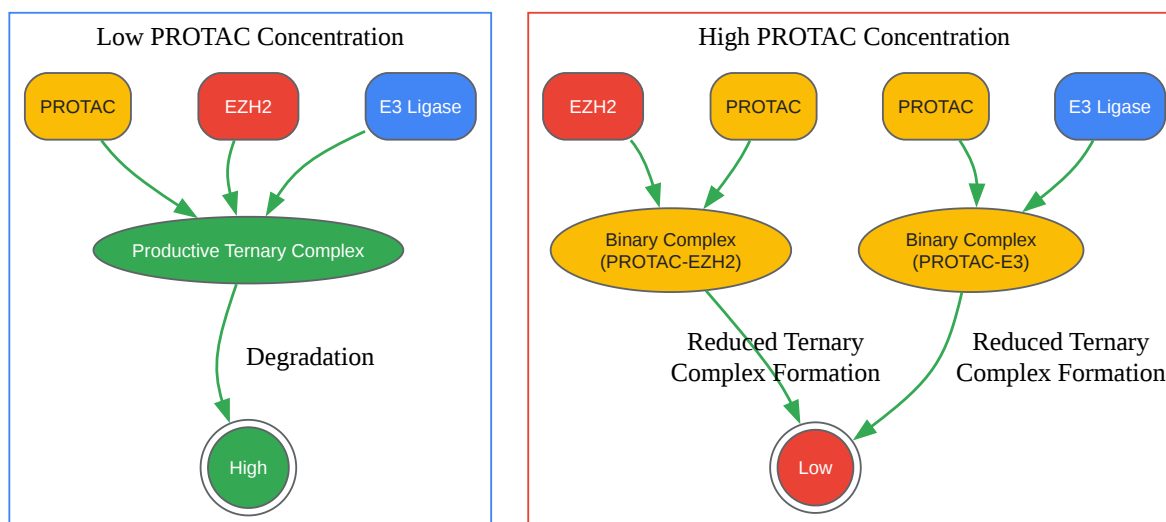 Low PROTAC Concentration
PROTAC
EZH2
E3 Ligase
Productive Ternary Complex
Degradation
High
High PROTAC Concentration
EZH2
PROTAC
PROTAC
E3 Ligase
Binary Complex
(PROTAC-EZH2)
Binary Complex
(PROTAC-E3)
Reduced Ternary
Complex Formation
Reduced Ternary
Complex Formation
Low